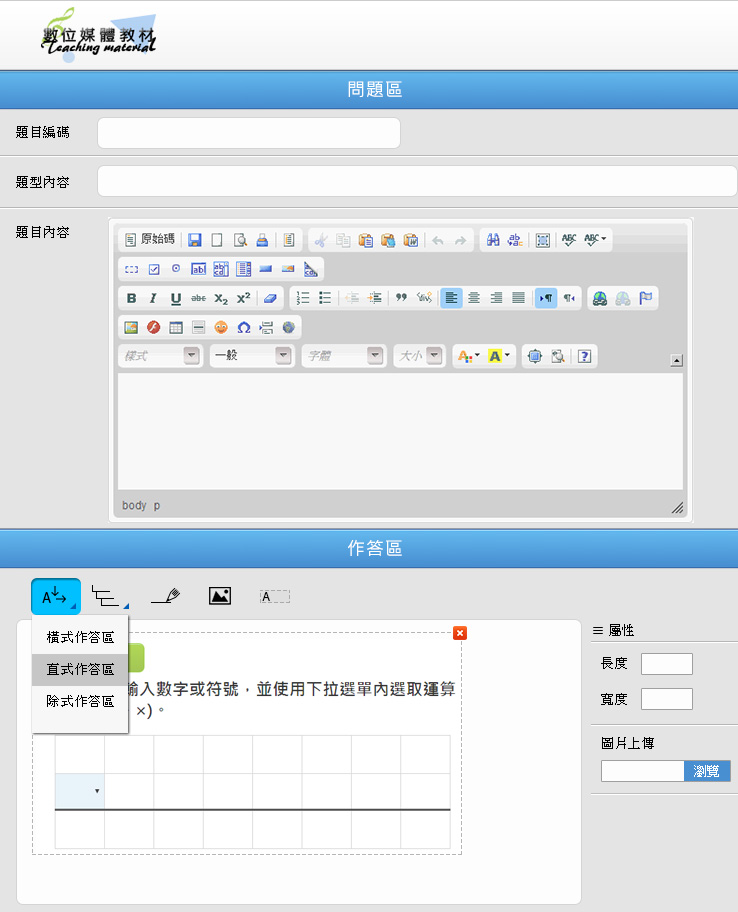 數位媒體教材
Teaching material
問題區
題目編碼
題型內容
題目內容
原始碼
B I U abc X₂ X²
樣式
一般
字體
大小
body p
作答區
A
A
橫式作答區
直式作答區
除式作答區
輸入數字或符號，並使用下拉選單內選取運算
×)。
屬性
長度
寬度
圖片上傳
瀏覽